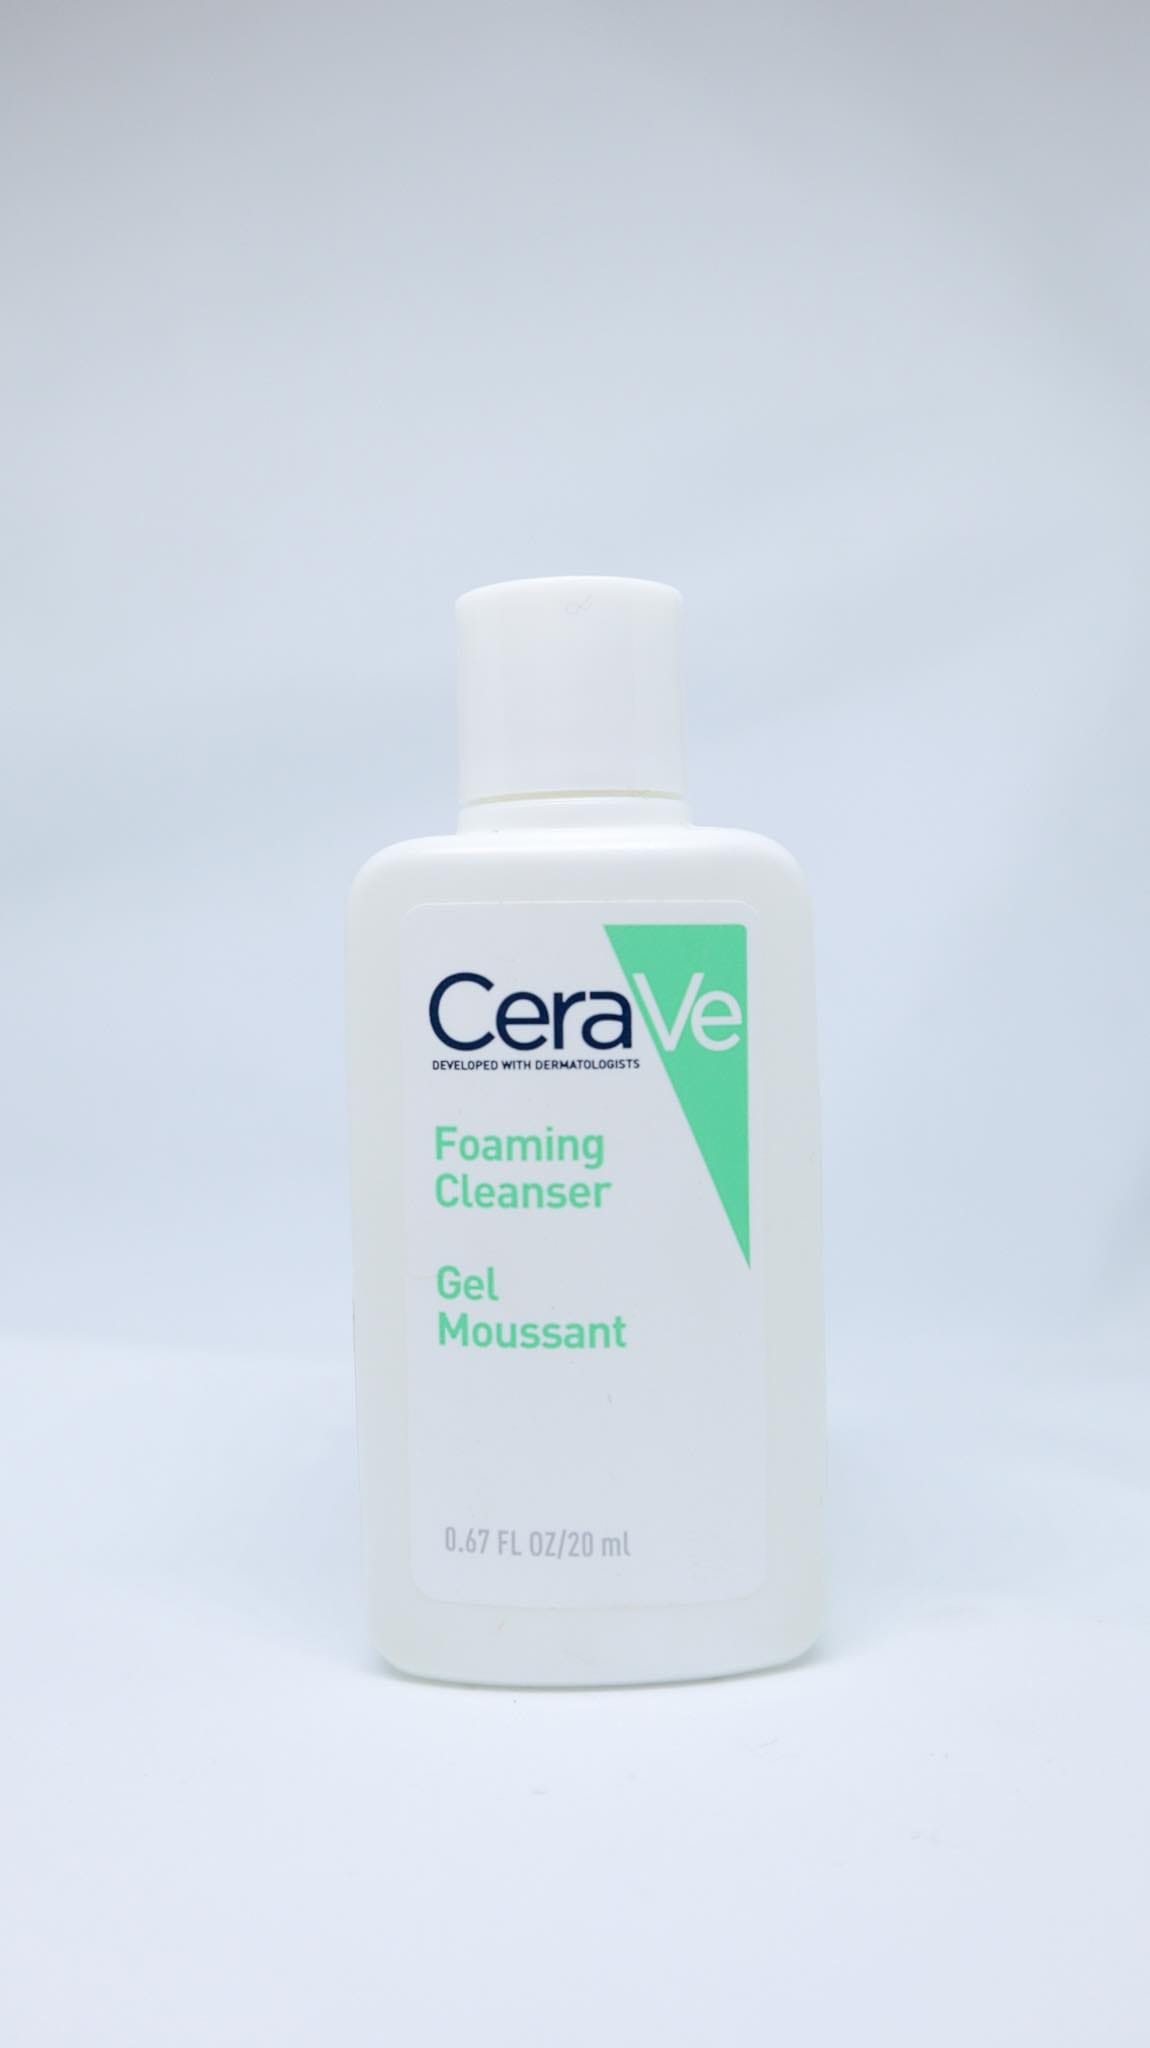 CeraVe
DEVELOPED WITH DERMATOLOGISTS
Foaming
Cleanser
Gel
Moussant
0.67 FL OZ/20 ml